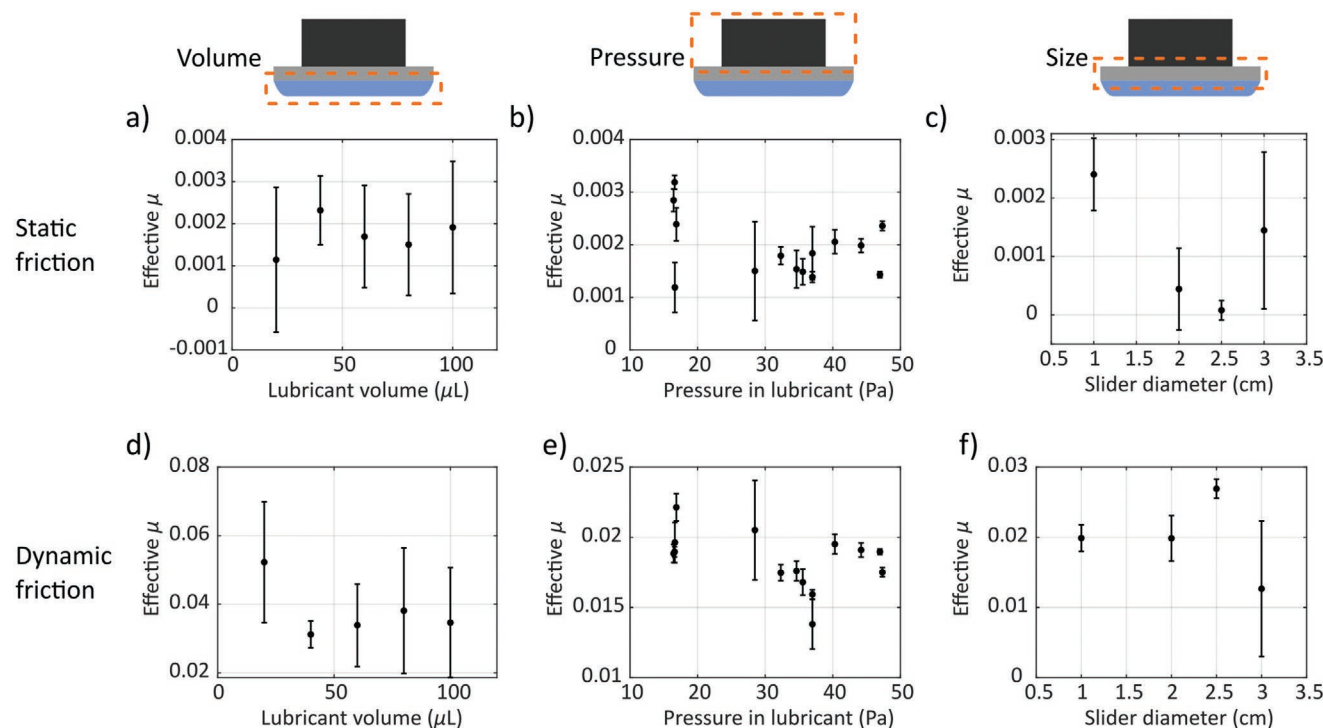 Volume
Pressure
Size
a)
b)
c)
Static
friction
Effective μ
0.004
0.003
0.002
0.001
0
-0.001
0
50
100
Lubricant volume (μL)
Effective μ
0.004
0.003
0.002
0.001
0
10
20
30
40
50
Pressure in lubricant (Pa)
Effective μ
0.003
0.002
0.001
0
0.5
1
1.5
2
2.5
3
3.5
Slider diameter (cm)
d)
e)
f)
Dynamic
friction
Effective μ
0.08
0.06
0.04
0.02
0
50
100
Lubricant volume (μL)
Effective μ
0.025
0.02
0.015
0.01
10
20
30
40
50
Pressure in lubricant (Pa)
Effective μ
0.03
0.02
0.01
0
0.5
1
1.5
2
2.5
3
3.5
Slider diameter (cm)